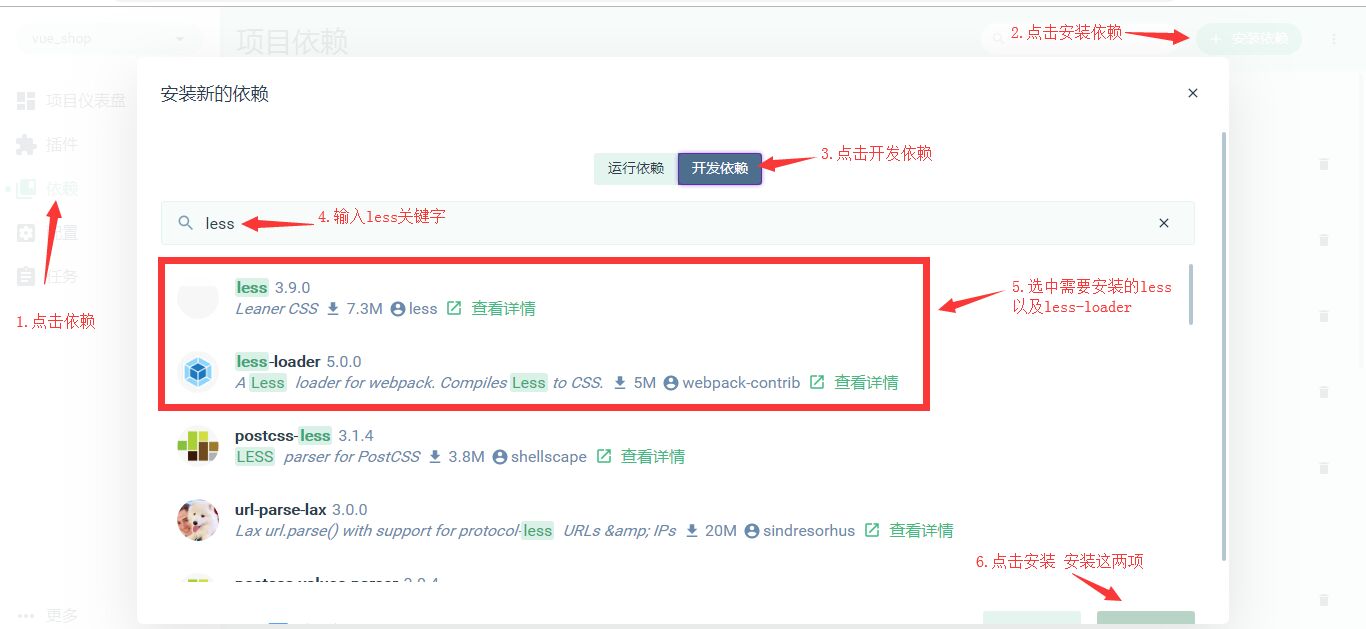 vue_shop
项目依赖
2.点击安装依赖
安装依赖
安装新的依赖
项目仪表盘
插件
运行依赖
开发依赖
3.点击开发依赖
依赖
less
4.输入less关键字
配置
任务
1.点击依赖
less 3.9.0
Leaner CSS 7.3M less 查看详情
5.选中需要安装的less
以及less-loader
less-loader 5.0.0
A Less loader for webpack. Compiles Less to CSS. 5M webpack-contrib 查看详情
postcss-less 3.1.4
LESS parser for PostCSS 3.8M shellscape 查看详情
url-parse-lax 3.0.0
Lax url.parse() with support for protocol-less URLs &amp; IPs 20M sindresorhus 查看详情
6.点击安装 安装这两项
更多